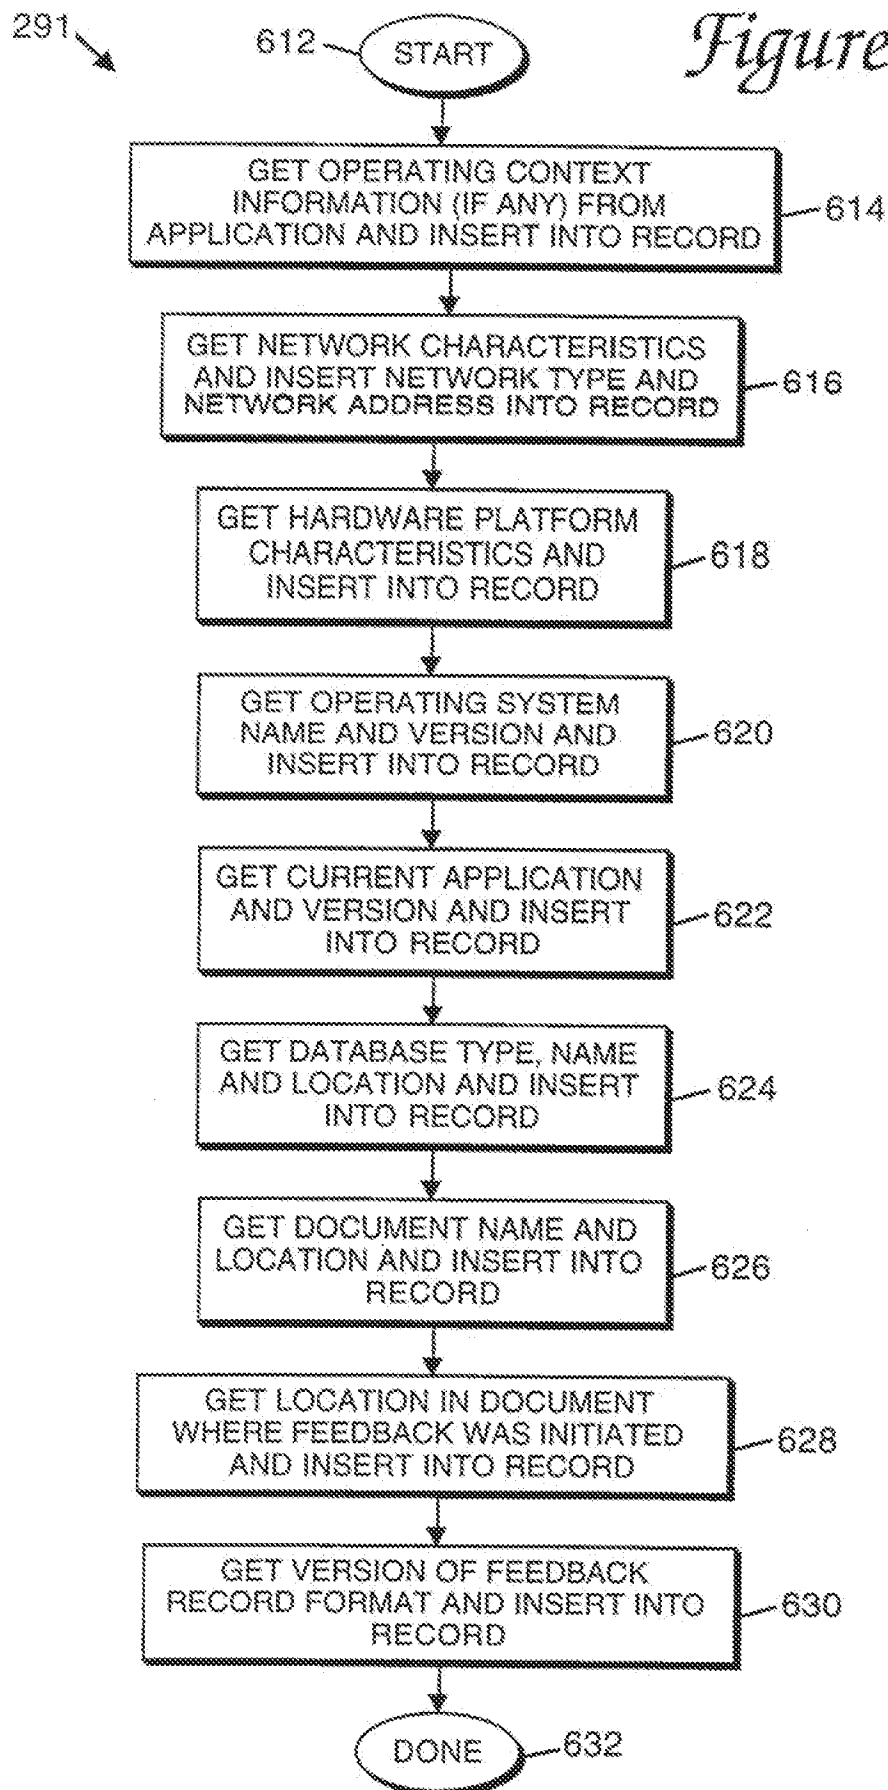 291
612
START
Figure
GET OPERATING CONTEXT
INFORMATION (IF ANY) FROM
APPLICATION AND INSERT INTO RECORD
614
GET NETWORK CHARACTERISTICS
AND INSERT NETWORK TYPE AND
NETWORK ADDRESS INTO RECORD
616
GET HARDWARE PLATFORM
CHARACTERISTICS AND
INSERT INTO RECORD
618
GET OPERATING SYSTEM
NAME AND VERSION AND
INSERT INTO RECORD
620
GET CURRENT APPLICATION
AND VERSION AND INSERT
INTO RECORD
622
GET DATABASE TYPE, NAME
AND LOCATION AND INSERT
INTO RECORD
624
GET DOCUMENT NAME AND
LOCATION AND INSERT INTO
RECORD
626
GET LOCATION IN DOCUMENT
WHERE FEEDBACK WAS INITIATED
AND INSERT INTO RECORD
628
GET VERSION OF FEEDBACK
RECORD FORMAT AND INSERT INTO
RECORD
630
DONE
632